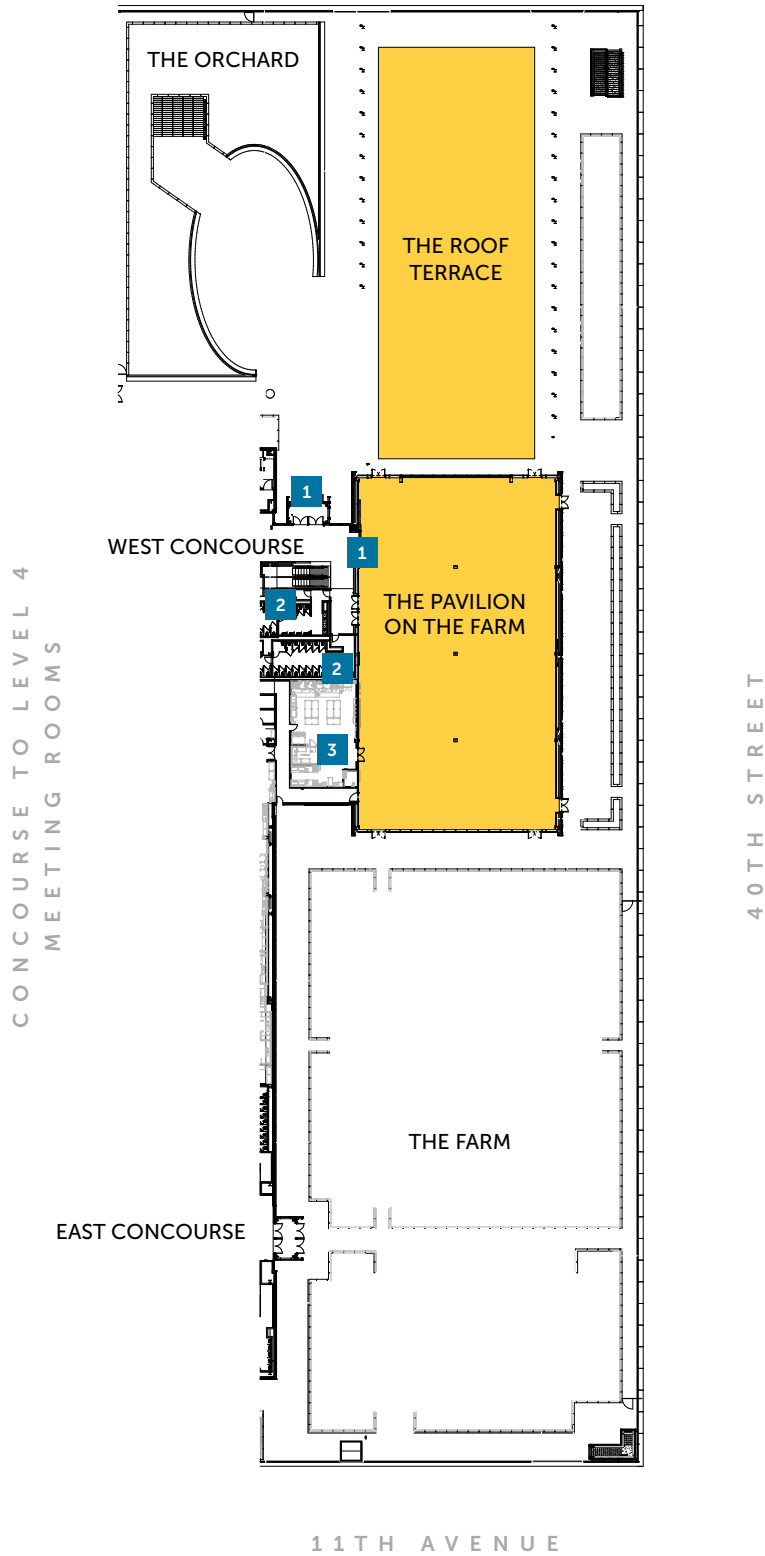 THE ORCHARD
THE ROOF
TERRACE
1
WEST CONCOURSE
1
THE PAVILION
ON THE FARM
2
2
3
CONCOURSE TO LEVEL 4
MEETING ROOMS
40TH STREET
THE FARM
EAST CONCOURSE
11TH AVENUE